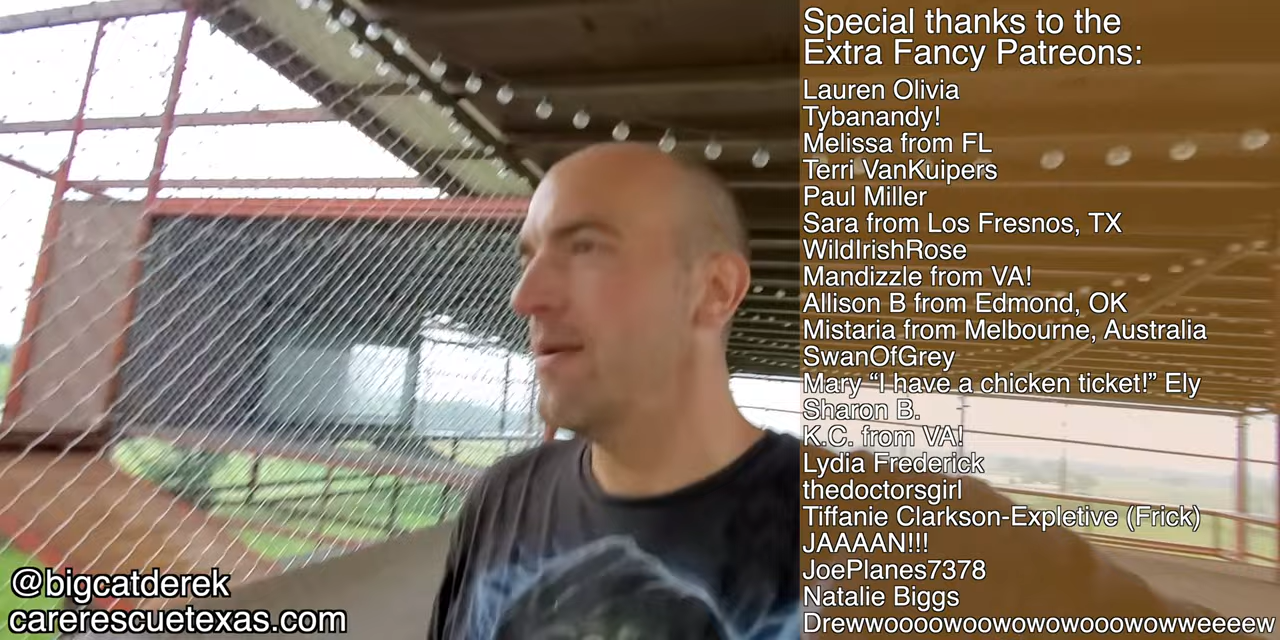 Special thanks to the
Extra Fancy Patreons:
Lauren Olivia
Tybanandy!
Melissa from FL
Terri VanKuipers
Paul Miller
Sara from Los Fresnos, TX
WildIrishRose
Mandizzle from VA!
Allison B from Edmond, OK
Mistaria from Melbourne, Australia
SwanOfGrey
Mary “I have a chicken ticket!” Ely
Sharon B.
K.C. from VA!
Lydia Frederick
thedoctorsgirl
Tiffanie Clarkson-Expletive (Frick)
JAAAAN!!!
JoePlanes7378
Natalie Biggs
Drewwoooowoowowowooowowweeeew
@bigcatderek
carerescuetexas.com